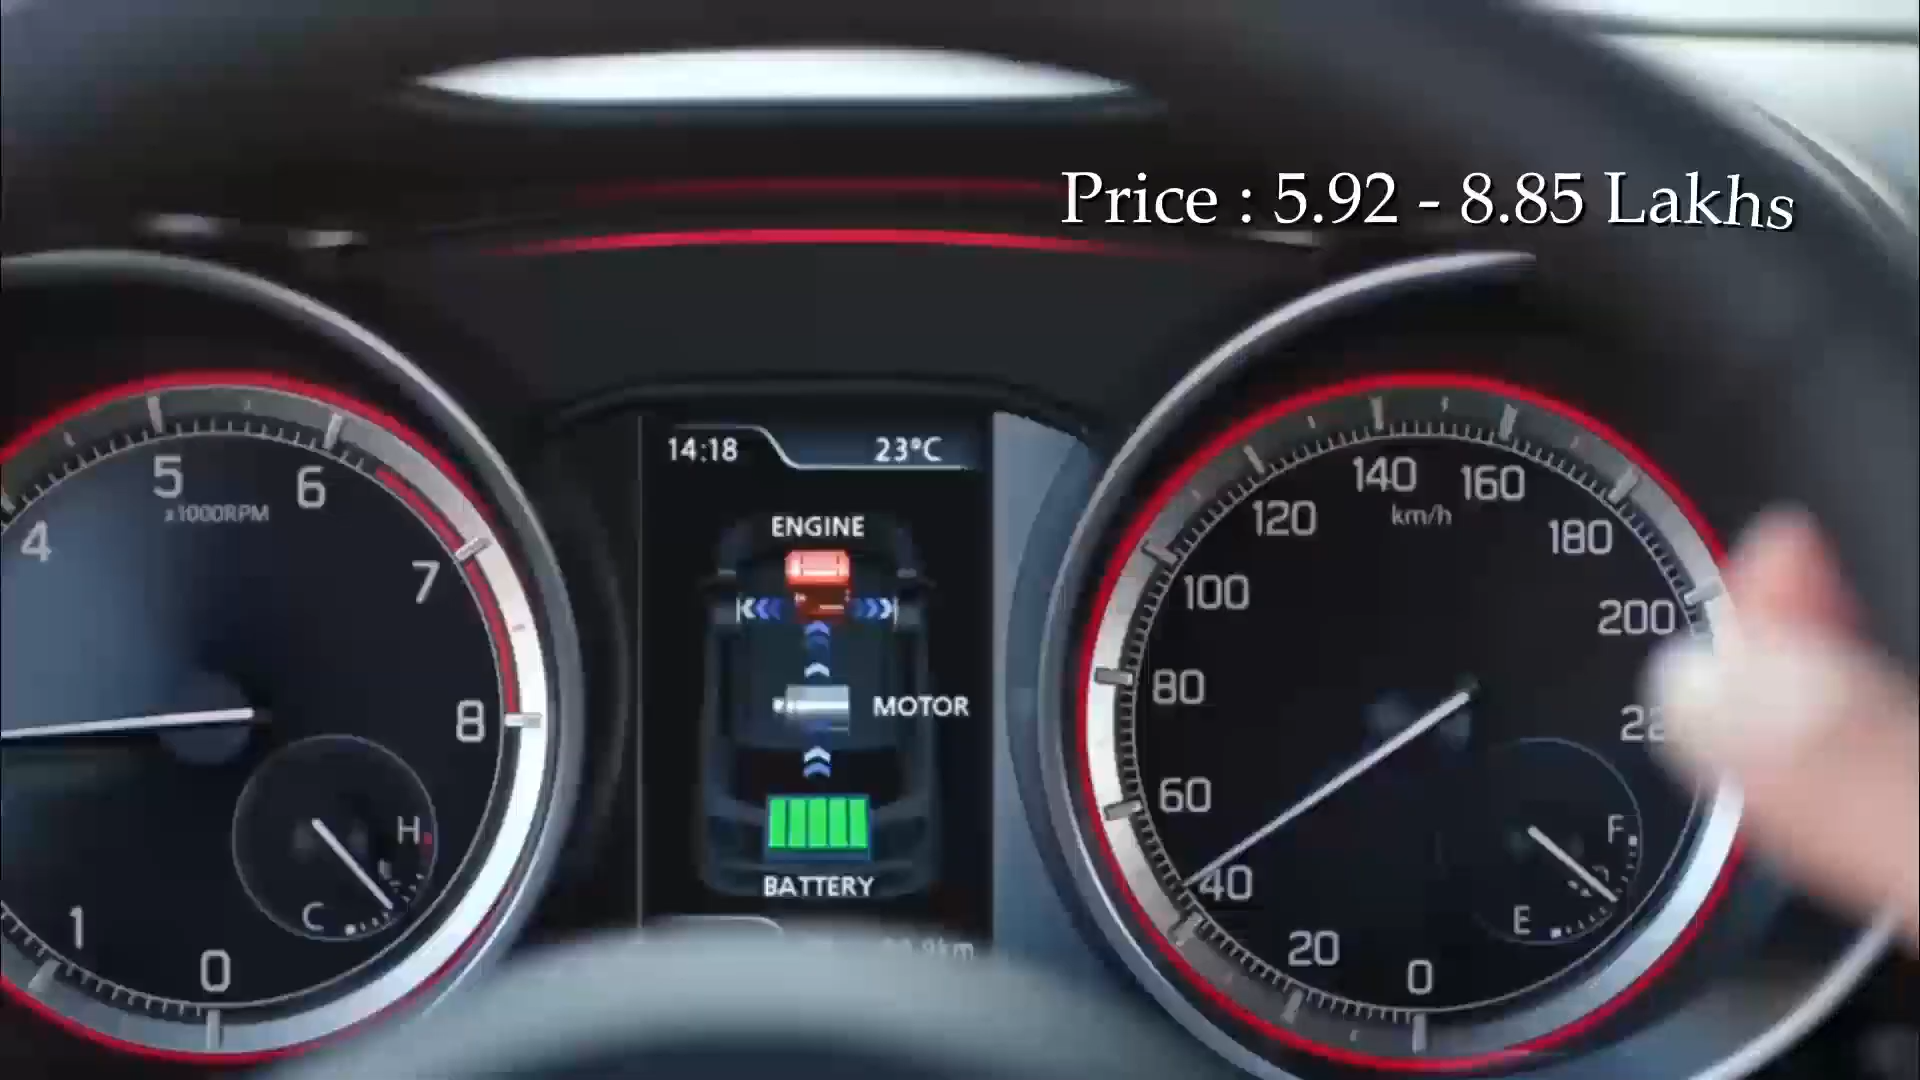 Price : 5.92 - 8.85 Lakhs
14:18
23°C
ENGINE
MOTOR
BATTERY
4
5
6
7
8
x1000RPM
1
0
C
H
0
20
40
60
80
100
120
140
160
180
200
km/h
E
F